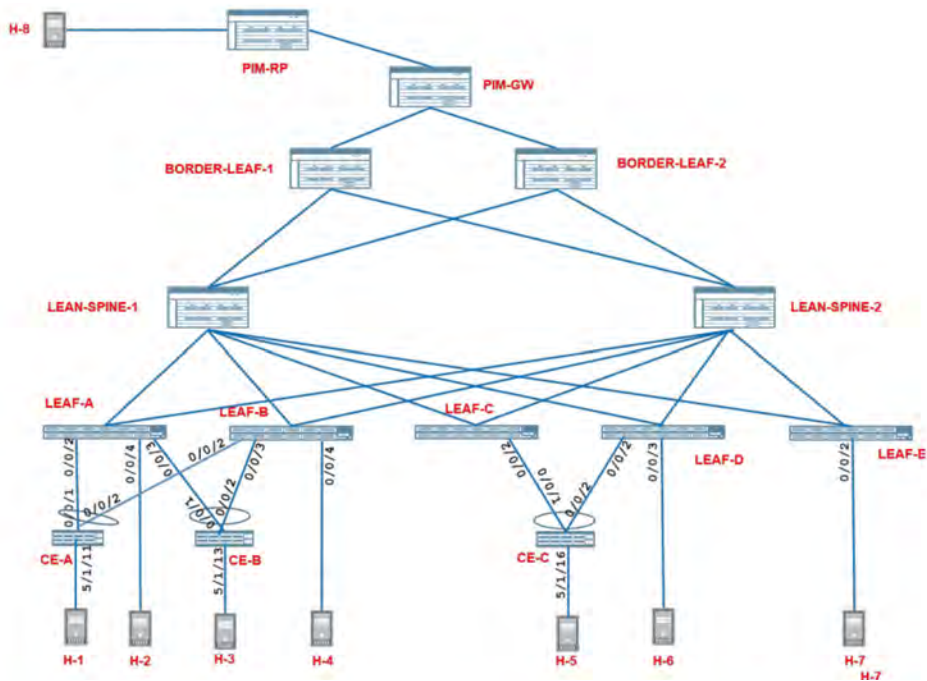 H-8
PIM-RP
PIM-GW
BORDER-LEAF-1
BORDER-LEAF-2
LEAN-SPINE-1
LEAN-SPINE-2
LEAF-A
LEAF-B
LEAF-C
LEAF-D
LEAF-E
0/0/2
0/0/4
0/0/3
0/0/2
0/0/3
0/0/4
0/0/2
0/0/2
0/0/3
0/0/2
0/0/1
0/0/2
0/0/1
0/0/2
0/0/1
0/0/2
CE-A
CE-B
CE-C
5/1/11
5/1/13
5/1/16
H-1
H-2
H-3
H-4
H-5
H-6
H-7
H-7